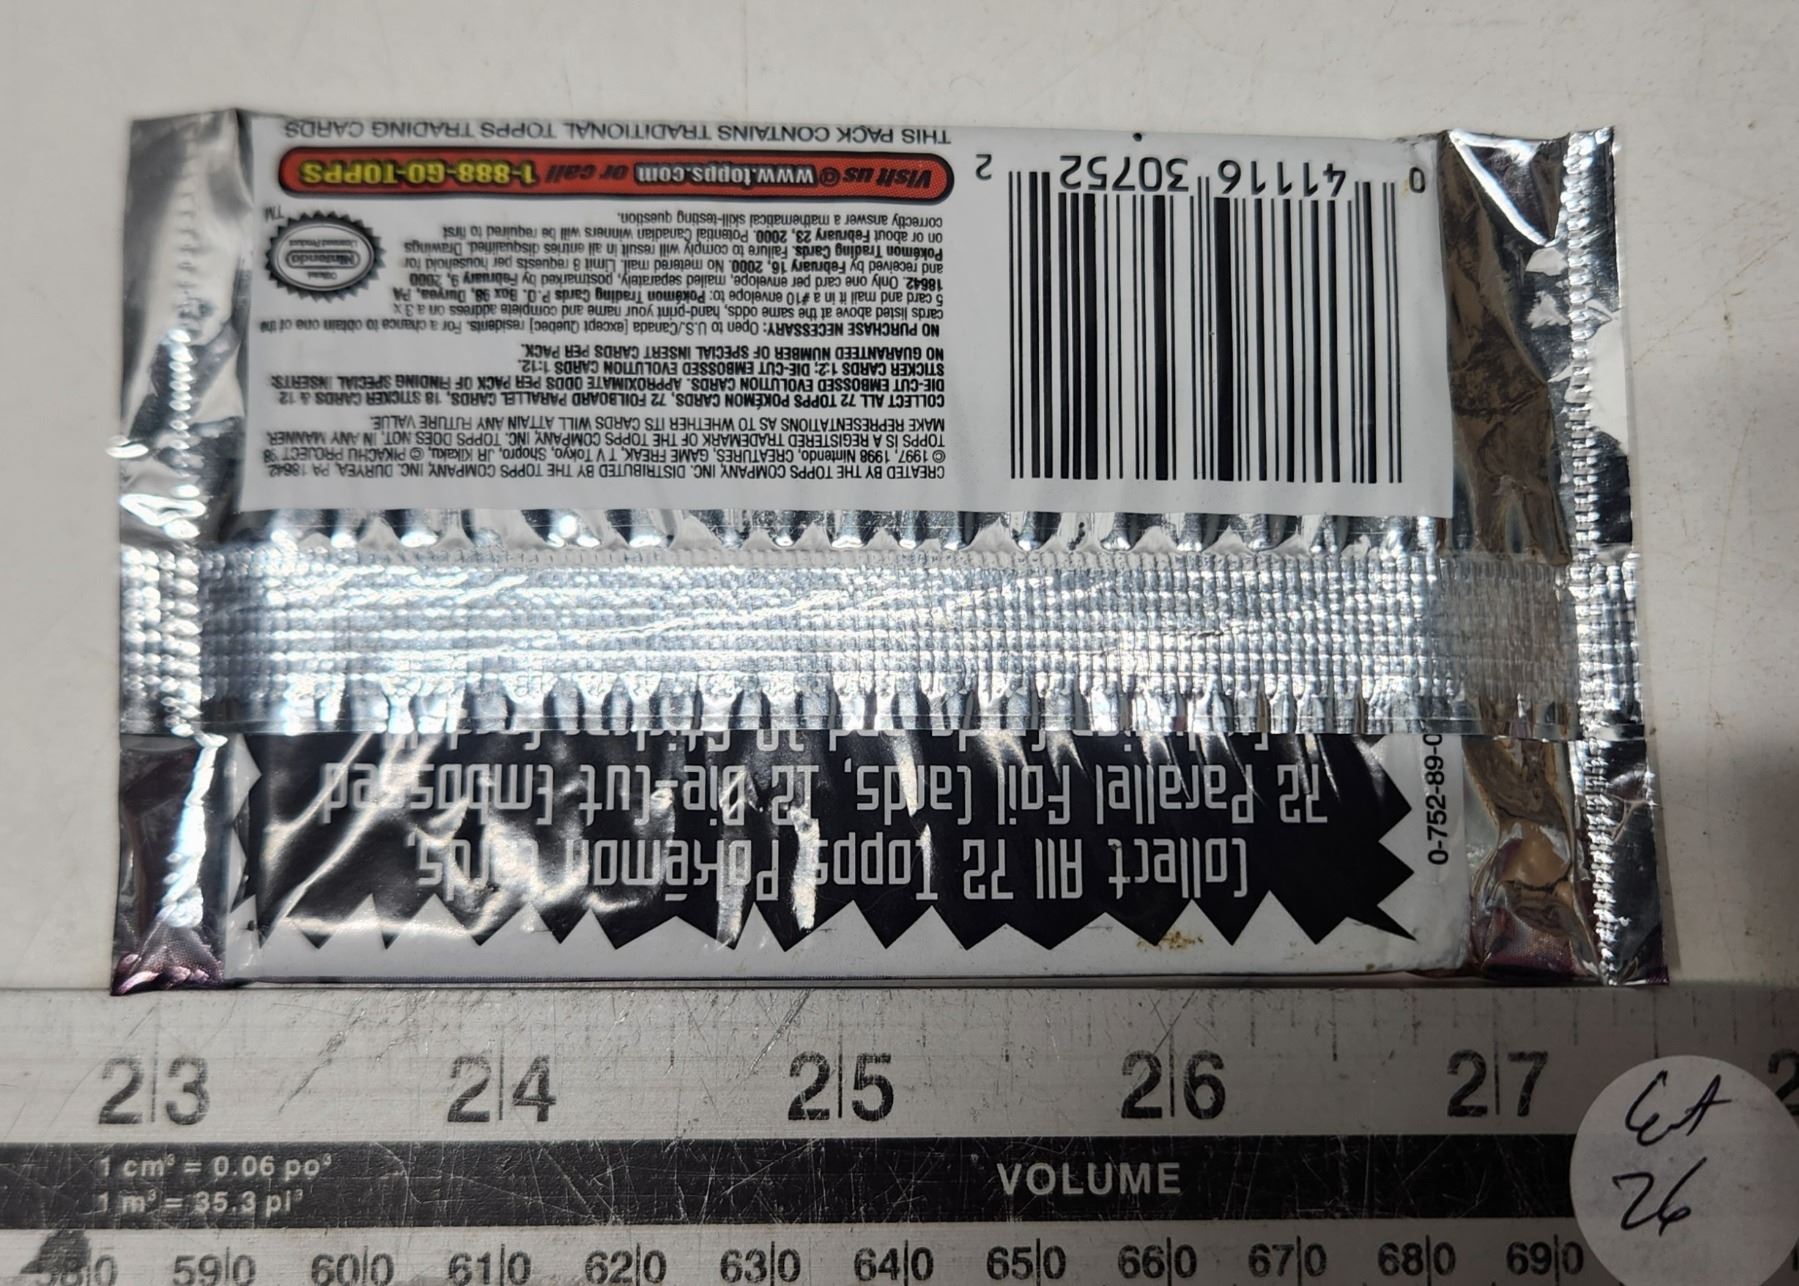 Collect All 72 Topps Pokémon Cards,
72 Parallel Foil Cards, 12 Die-Cut Embossed
0-752-89-0
CREATED BY THE TOPPS COMPANY, INC. DISTRIBUTED BY THE TOPPS COMPANY, INC. DURYEA, PA 18642.
© 1997, 1998 Nintendo, CREATURES, GAME FREAK, TV Tokyo, Shopro, JR Kikaku, © PIKACHU PROJECT 98
TOPPS IS A REGISTERED TRADEMARK OF THE TOPPS COMPANY, INC. TOPPS DOES NOT, IN ANY MANNER
MAKE REPRESENTATIONS AS TO WHETHER ITS CARDS WILL ATTAIN ANY FUTURE VALUE.
COLLECT ALL 72 TOPPS POKÉMON CARDS, 72 FOILBOARD PARALLEL CARDS, 18 STICKER CARDS & 12
DIE-CUT EMBOSSED EVOLUTION CARDS. APPROXIMATE ODDS PER PACK OF FINDING SPECIAL INSERTS:
STICKER CARDS 1:2; DIE-CUT EMBOSSED EVOLUTION CARDS 1:12.
NO GUARANTEED NUMBER OF SPECIAL INSERT CARDS PER PACK.
NO PURCHASE NECESSARY: Open to U.S./Canada [except Quebec] residents. For a chance to obtain one of the
cards listed above at the same odds, hand-print your name and complete address on a 3 x
5 card and mail it in a #10 envelope to: Pokémon Trading Cards P.O. Box 98, Duryea, PA
18642. Only one card per envelope, mailed separately, postmarked by February 9, 2000
and received by February 16, 2000. No metered mail. Limit 8 requests per household for
Pokémon Trading Cards. Failure to comply will result in all entries disqualified. Drawings
on or about February 23, 2000. Potential Canadian winners will be required to first
correctly answer a mathematical skill-testing question.
Official
Nintendo
Licensed Product
TM
Visit us @ www.topps.com or call 1-888-GO-TOPPS
THIS PACK CONTAINS TRADITIONAL TOPPS TRADING CARDS
0 41116 30752 2
23 24 25 26 27 2
1 cm³ = 0.06 po³
1 m³ = 35.3 pi³
VOLUME
580 590 600 610 620 630 640 650 660 670 680 690
26